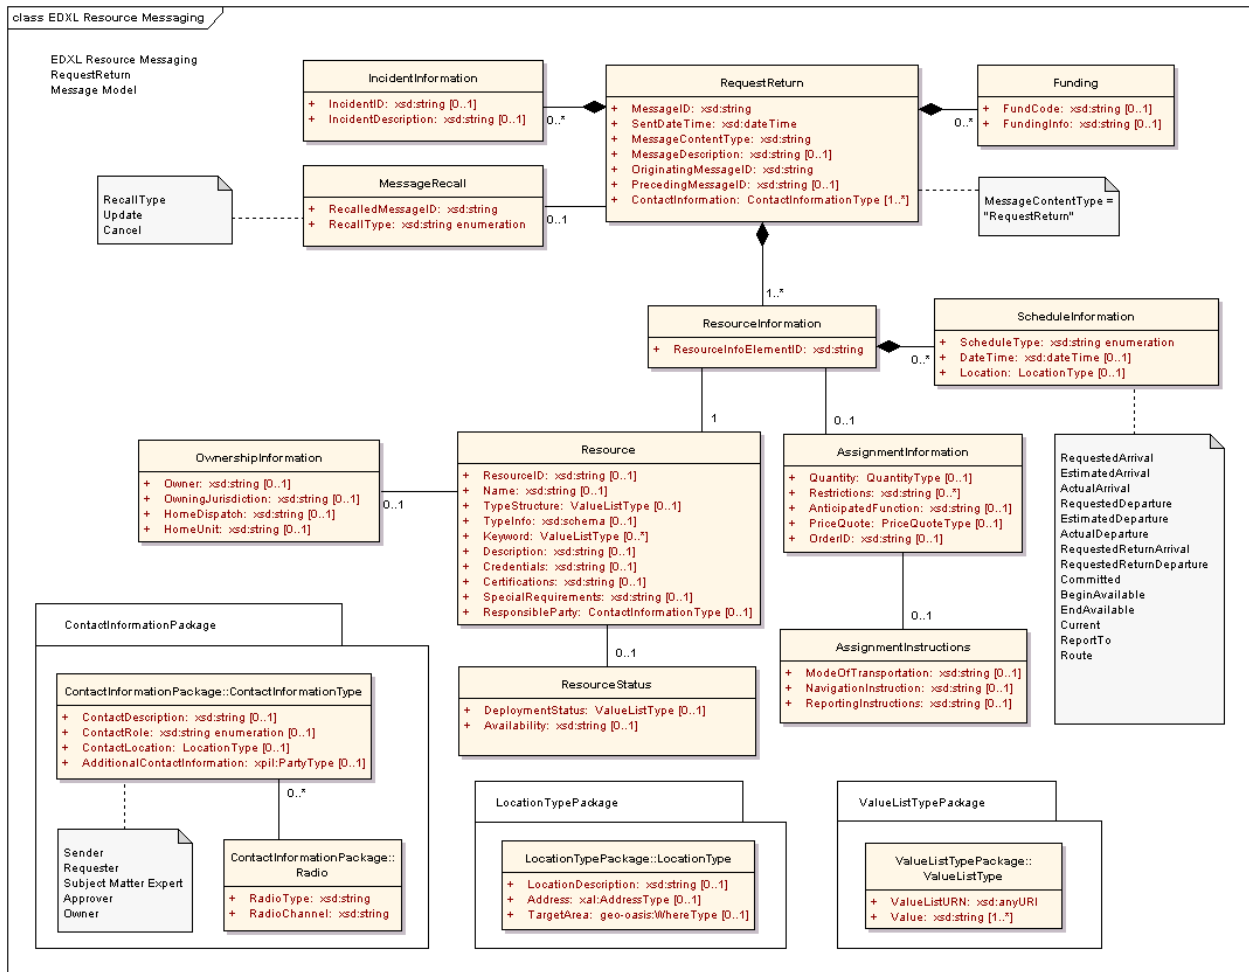 class EDXL Resource Messaging
EDXL Resource Messaging
RequestReturn
Message Model
IncidentInformation
+ IncidentID: xsd:string [0..1]
+ IncidentDescription: xsd:string [0..1]
0..*
RequestReturn
+ MessageID: xsd:string
+ SentDateTime: xsd:dateTime
+ MessageContentType: xsd:string
+ MessageDescription: xsd:string [0..1]
+ OriginatingMessageID: xsd:string
+ PrecedingMessageID: xsd:string [0..1]
+ ContactInformation: ContactInformationType [1..*]
Funding
+ FundCode: xsd:string [0..1]
+ FundingInfo: xsd:string [0..1]
0..*
RecallType
Update
Cancel
MessageRecall
+ RecalledMessageID: xsd:string
+ RecallType: xsd:string enumeration
0..1
MessageContentType =
"RequestReturn"
1..*
ResourceInformation
+ ResourceInfoElementID: xsd:string
0..*
ScheduleInformation
+ ScheduleType: xsd:string enumeration
+ DateTime: xsd:dateTime [0..1]
+ Location: LocationType [0..1]
1
0..1
OwnershipInformation
+ Owner: xsd:string [0..1]
+ OwningJurisdiction: xsd:string [0..1]
+ HomeDispatch: xsd:string [0..1]
+ HomeUnit: xsd:string [0..1]
0..1
Resource
+ ResourceID: xsd:string [0..1]
+ Name: xsd:string [0..1]
+ TypeStructure: ValueListType [0..1]
+ TypeInfo: xsd:schema
+ Keyword: ValueListType [0..*]
+ Description: xsd:string [0..1]
+ Credentials: xsd:string [0..1]
+ Certifications: xsd:string [0..1]
+ SpecialRequirements: xsd:string [0..1]
+ ResponsibleParty: ContactInformationType [0..1]
AssignmentInformation
+ Quantity: QuantityType [0..1]
+ Restrictions: xsd:string [0..*]
+ AnticipatedFunction: xsd:string [0..1]
+ PriceQuote: PriceQuoteType [0..1]
+ OrderID: xsd:string [0..1]
RequestedArrival
EstimatedArrival
ActualArrival
RequestedDeparture
EstimatedDeparture
ActualDeparture
RequestedReturnArrival
RequestedReturnDeparture
Committed
BeginAvailable
EndAvailable
Current
ReportTo
Route
0..1
0..1
AssignmentInstructions
+ ModeOfTransportation: xsd:string [0..1]
+ NavigationInstruction: xsd:string [0..1]
+ ReportingInstructions: xsd:string [0..1]
ResourceStatus
+ DeploymentStatus: ValueListType [0..1]
+ Availability: xsd:string [0..1]
ContactInformationPackage
ContactInformationPackage::ContactInformationType
+ ContactDescription: xsd:string [0..1]
+ ContactRole: xsd:string enumeration [0..1]
+ ContactLocation: LocationType [0..1]
+ AdditionalContactInformation: xpil:PartyType [0..1]
0..*
Sender
Requester
Subject Matter Expert
Approver
Owner
ContactInformationPackage::
Radio
+ RadioType: xsd:string
+ RadioChannel: xsd:string
LocationTypePackage
LocationTypePackage::LocationType
+ LocationDescription: xsd:string [0..1]
+ Address: xal:AddressType [0..1]
+ TargetArea: geo-oasis:WhereType [0..1]
ValueListTypePackage
ValueListTypePackage::
ValueListType
+ ValueListURN: xsd:anyURI
+ Value: xsd:string [1..*]